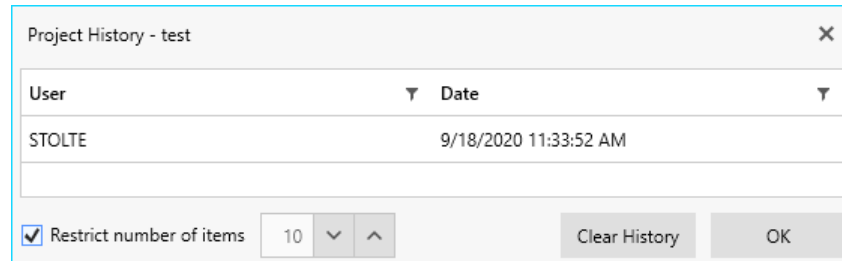 Project History - test
User Date
STOLTE 9/18/2020 11:33:52 AM
Restrict number of items 10 Clear History OK